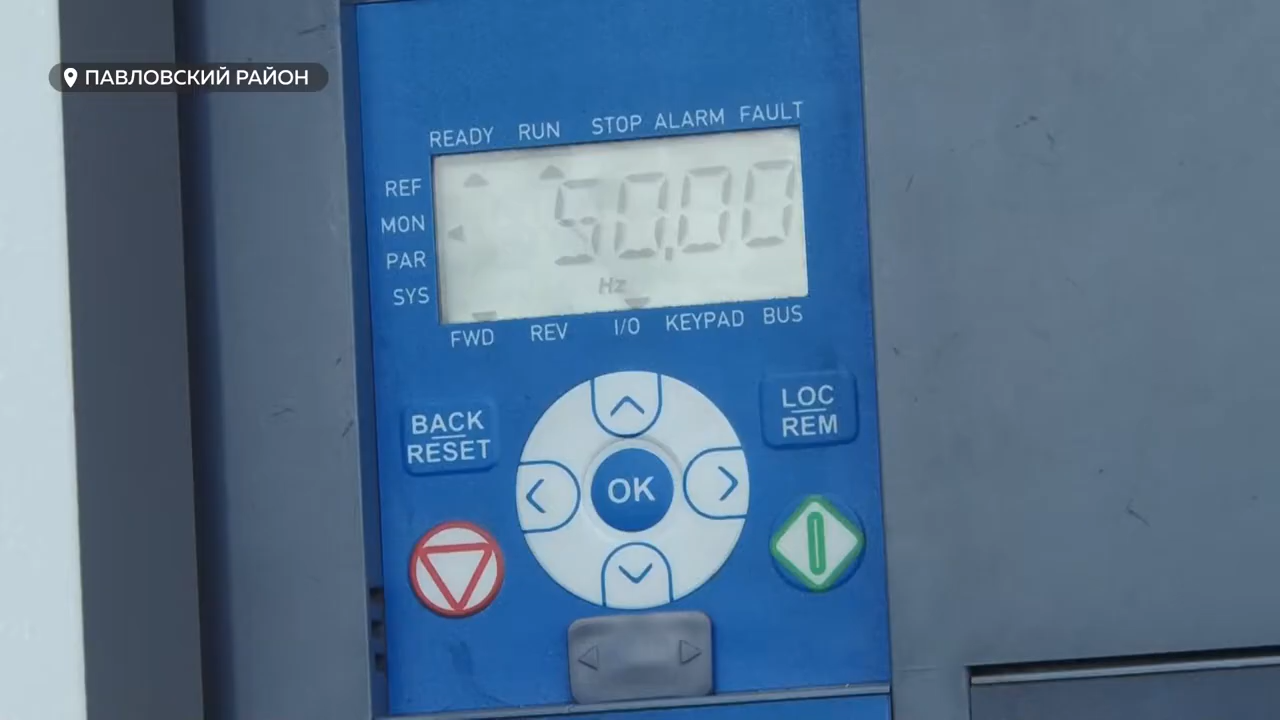 ПАВЛОВСКИЙ РАЙОН
READY RUN STOP ALARM FAULT
REF
MON
PAR
SYS
50.00
Hz
FWD REV I/O KEYPAD BUS
BACK
RESET
LOC
REM
OK